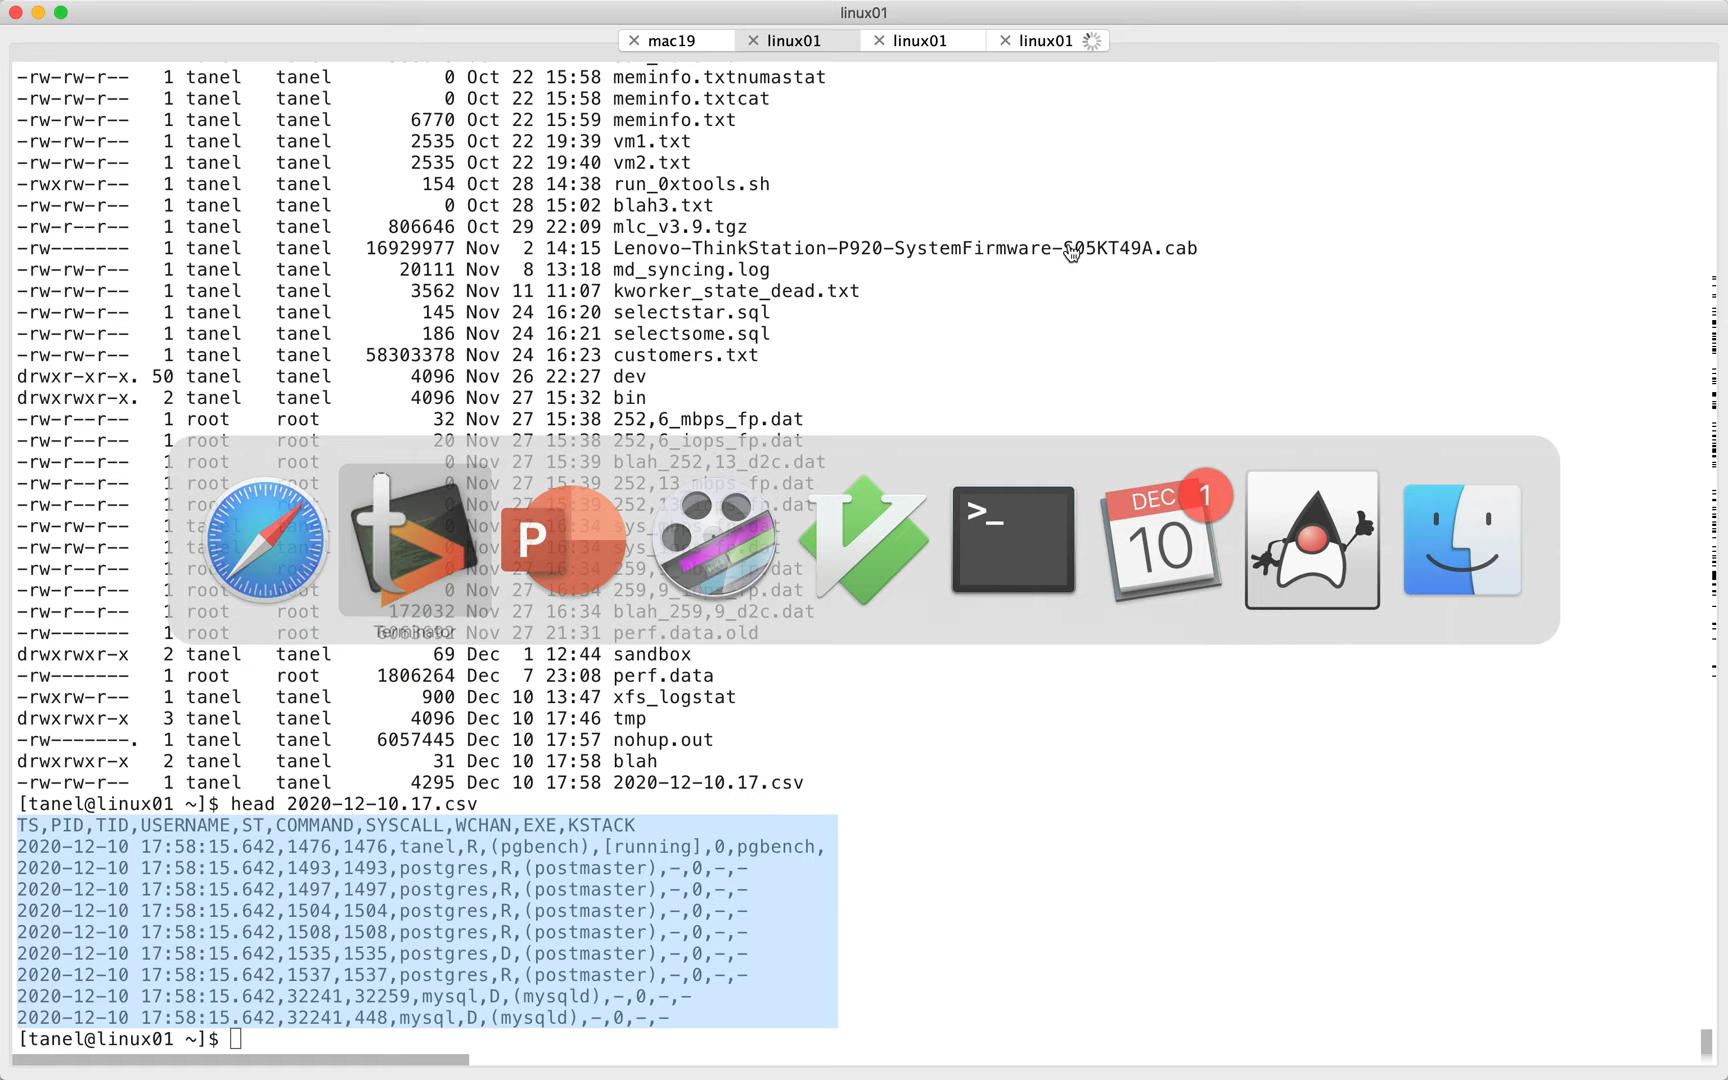 linux01
mac19
linux01
linux01
linux01
-rw-rw-r-- 1 tanel tanel 0 Oct 22 15:58 meminfo.txtnumastat
-rw-rw-r-- 1 tanel tanel 0 Oct 22 15:58 meminfo.txtcat
-rw-rw-r-- 1 tanel tanel 6770 Oct 22 15:59 meminfo.txt
-rw-rw-r-- 1 tanel tanel 2535 Oct 22 19:39 vm1.txt
-rw-rw-r-- 1 tanel tanel 2535 Oct 22 19:40 vm2.txt
-rwxrw-r-- 1 tanel tanel 154 Oct 28 14:38 run_0xtools.sh
-rw-rw-r-- 1 tanel tanel 0 Oct 28 15:02 blah3.txt
-rw-r--r-- 1 tanel tanel 806646 Oct 29 22:09 mlc_v3.9.tgz
-rw------- 1 tanel tanel 16929977 Nov 2 14:15 Lenovo-ThinkStation-P920-SystemFirmware-S05KT49A.cab
-rw-rw-r-- 1 tanel tanel 20111 Nov 8 13:18 md_syncing.log
-rw-rw-r-- 1 tanel tanel 3562 Nov 11 11:07 kworker_state_dead.txt
-rw-rw-r-- 1 tanel tanel 145 Nov 24 16:20 selectstar.sql
-rw-rw-r-- 1 tanel tanel 186 Nov 24 16:21 selectsome.sql
-rw-rw-r-- 1 tanel tanel 58303378 Nov 24 16:23 customers.txt
drwxr-xr-x. 50 tanel tanel 4096 Nov 26 22:27 dev
drwxrwxr-x. 2 tanel tanel 4096 Nov 27 15:32 bin
-rw-r--r-- 1 root root 32 Nov 27 15:38 252,6_mbps_fp.dat
-rw-r--r-- 1 root root 20 Nov 27 15:38 252,6_iops_fp.dat
-rw-r--r-- 1 root root 0 Nov 27 15:39 blah_252,13_d2c.dat
-rw-r--r-- 1 Nov 27 15:39 252,13_mbps_fp.dat
-rw-r--r-- 1
-rw-rw-r-- 1
-rw-rw-r-- 1
-rw-r--r-- 1
-rw-r--r-- 1
-rw-r--r-- 1 root root 172032 Nov 27 16:34 blah_259,9_d2c.dat
-rw------- 1 root root Nov 27 21:31 perf.data.old
Terminator
P
>_
DEC
10
1
drwxrwxr-x 2 tanel tanel 69 Dec 1 12:44 sandbox
-rw------- 1 root root 1806264 Dec 7 23:08 perf.data
-rwxrw-r-- 1 tanel tanel 900 Dec 10 13:47 xfs_logstat
drwxrwxr-x 3 tanel tanel 4096 Dec 10 17:46 tmp
-rw-------. 1 tanel tanel 6057445 Dec 10 17:57 nohup.out
drwxrwxr-x 2 tanel tanel 31 Dec 10 17:58 blah
-rw-rw-r-- 1 tanel tanel 4295 Dec 10 17:58 2020-12-10.17.csv
[tanel@linux01 ~]$ head 2020-12-10.17.csv
TS,PID,TID,USERNAME,ST,COMMAND,SYSCALL,WCHAN,EXE,KSTACK
2020-12-10 17:58:15.642,1476,1476,tanel,R,(pgbench),[running],0,pgbench,
2020-12-10 17:58:15.642,1493,1493,postgres,R,(postmaster),-,0,-,-
2020-12-10 17:58:15.642,1497,1497,postgres,R,(postmaster),-,0,-,-
2020-12-10 17:58:15.642,1504,1504,postgres,R,(postmaster),-,0,-,-
2020-12-10 17:58:15.642,1508,1508,postgres,R,(postmaster),-,0,-,-
2020-12-10 17:58:15.642,1535,1535,postgres,D,(postmaster),-,0,-,-
2020-12-10 17:58:15.642,1537,1537,postgres,R,(postmaster),-,0,-,-
2020-12-10 17:58:15.642,32241,32259,mysql,D,(mysqld),-,0,-,-
2020-12-10 17:58:15.642,32241,448,mysql,D,(mysqld),-,0,-,-
[tanel@linux01 ~]$